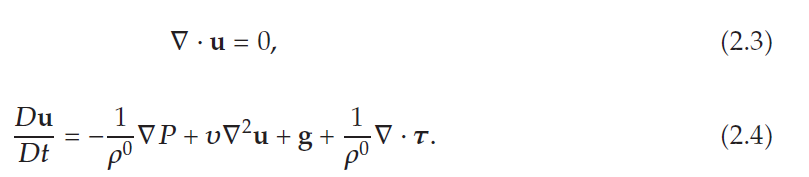 ∇ · u = 0, (2.3)
Du/Dt = −1/ρ⁰ ∇P + υ∇²u + g + 1/ρ⁰ ∇ · τ. (2.4)